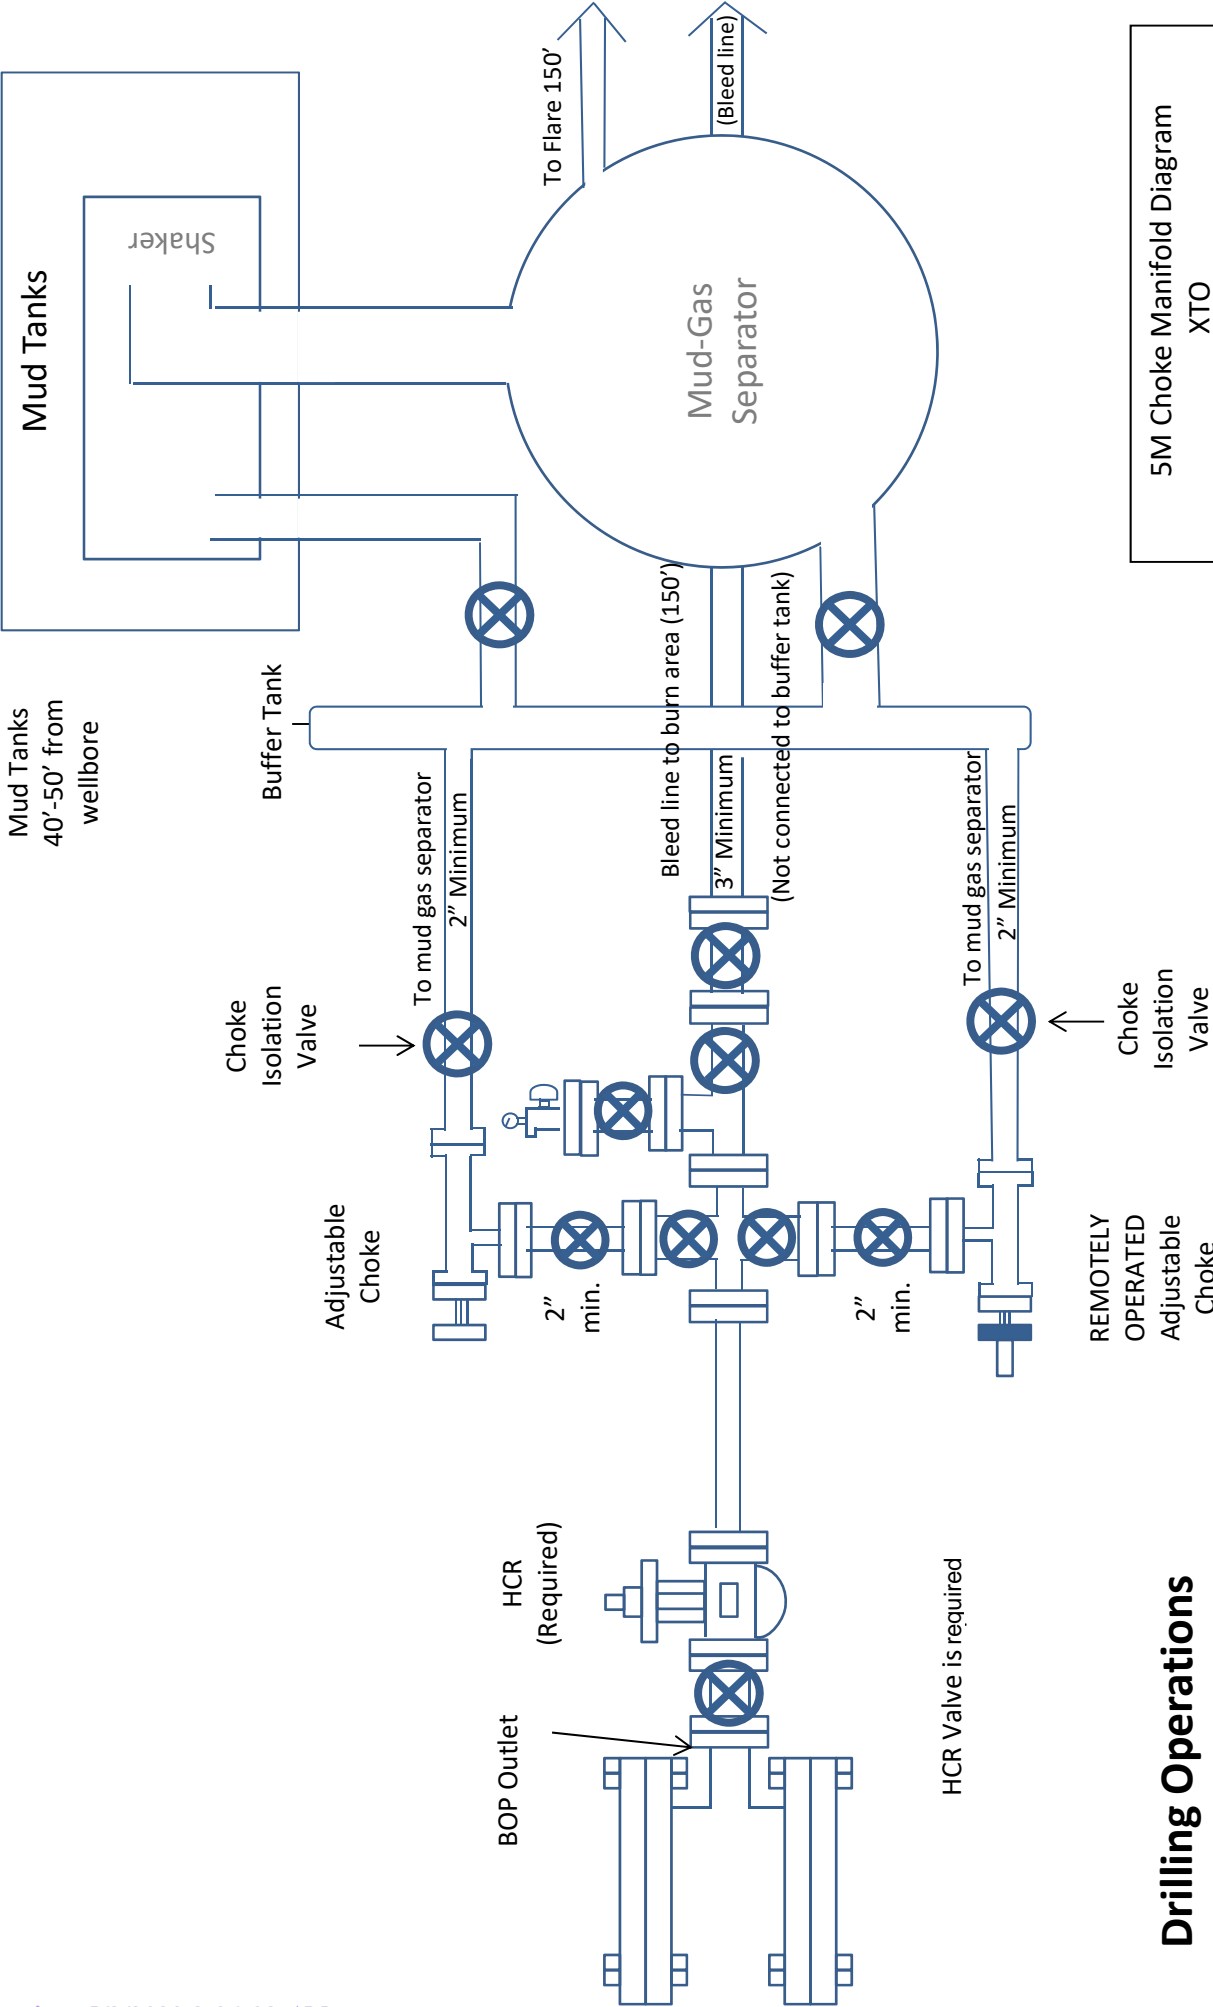 Mud Tanks
Shaker
Mud Tanks
40’-50’ from
wellbore
Buffer Tank
To Flare 150’
(Bleed line)
Mud-Gas
Separator
Choke
Isolation
Valve
To mud gas separator
2” Minimum
Bleed line to burn area (150’)
3” Minimum
(Not connected to buffer tank)
To mud gas separator
2” Minimum
Choke
Isolation
Valve
Adjustable
Choke
2”
min.
2”
min.
REMOTELY
OPERATED
Adjustable
Choke
HCR
(Required)
BOP Outlet
HCR Valve is required
Drilling Operations
5M Choke Manifold Diagram
XTO